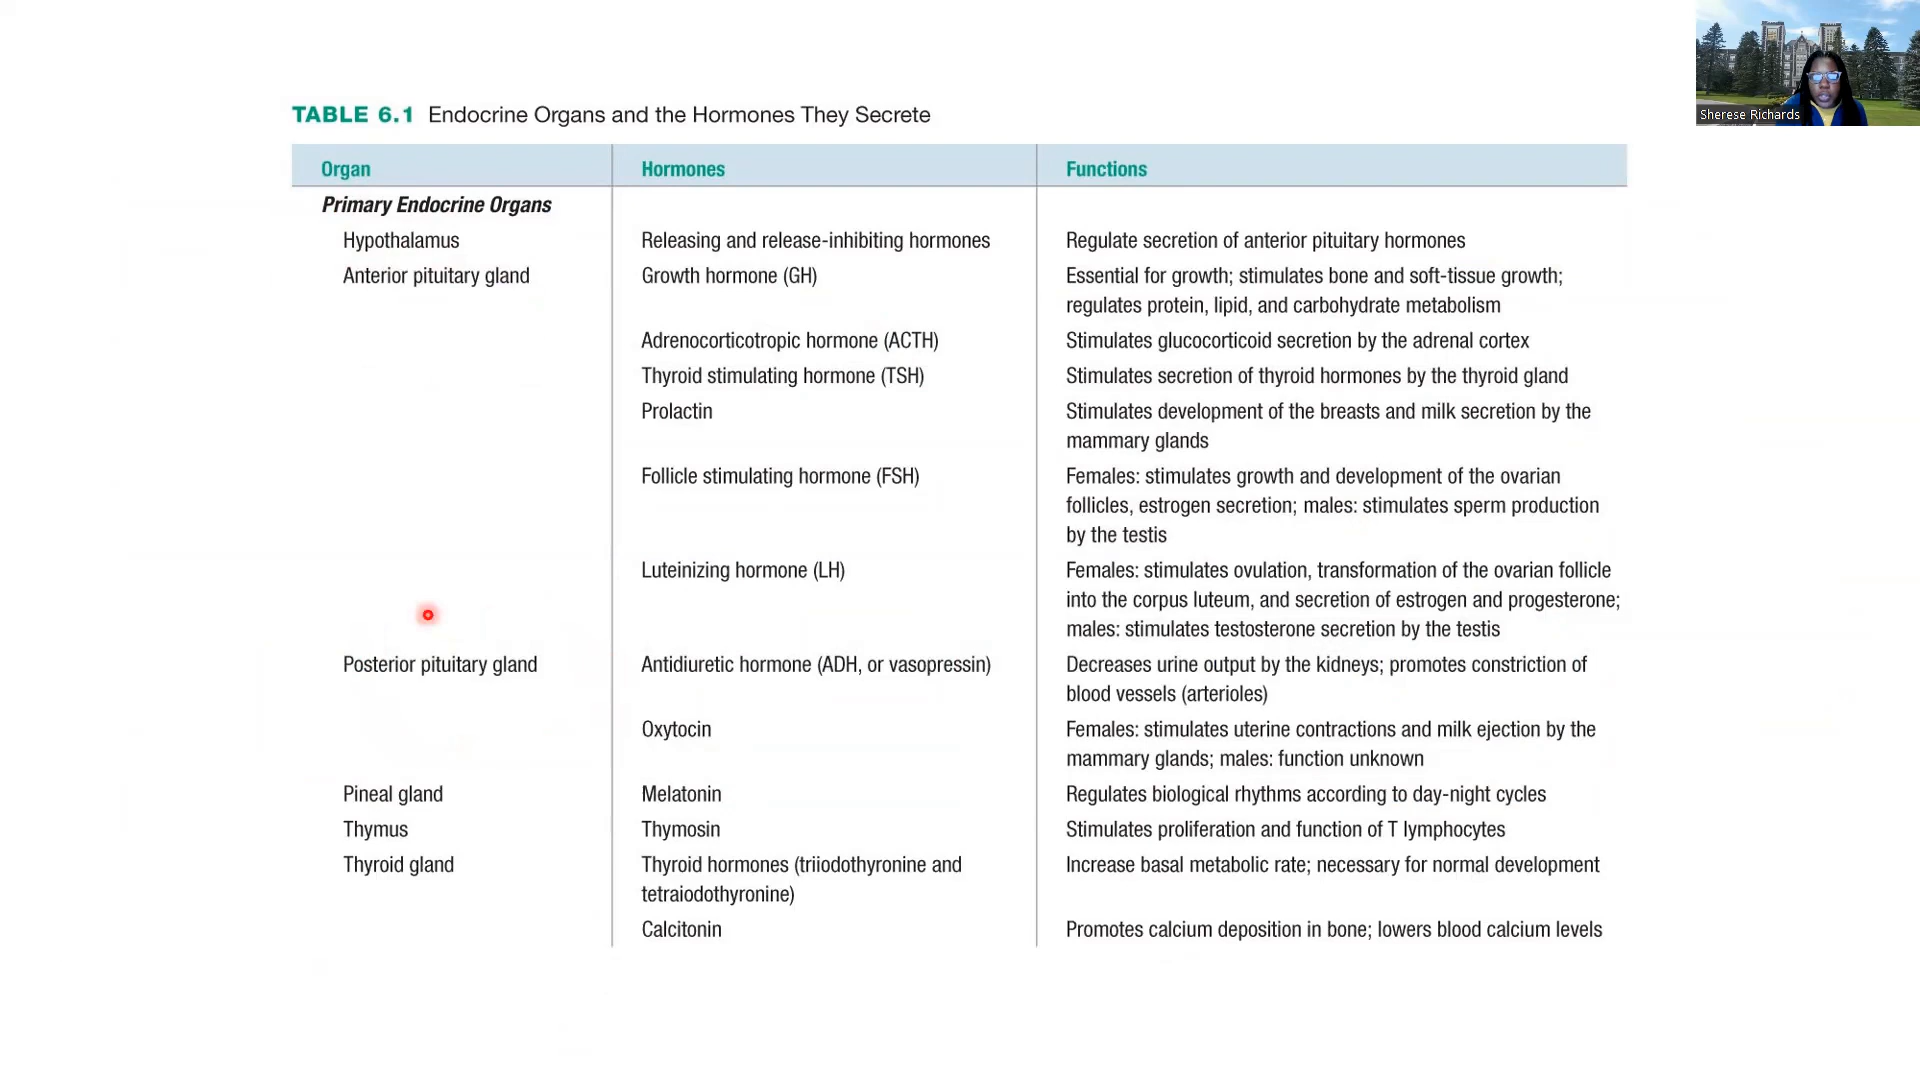 Sherese Richards
TABLE 6.1 Endocrine Organs and the Hormones They Secrete
Organ Hormones Functions
Primary Endocrine Organs
Hypothalamus Releasing and release-inhibiting hormones Regulate secretion of anterior pituitary hormones
Anterior pituitary gland Growth hormone (GH) Essential for growth; stimulates bone and soft-tissue growth;
regulates protein, lipid, and carbohydrate metabolism
Adrenocorticotropic hormone (ACTH) Stimulates glucocorticoid secretion by the adrenal cortex
Thyroid stimulating hormone (TSH) Stimulates secretion of thyroid hormones by the thyroid gland
Prolactin Stimulates development of the breasts and milk secretion by the
mammary glands
Follicle stimulating hormone (FSH) Females: stimulates growth and development of the ovarian
follicles, estrogen secretion; males: stimulates sperm production
by the testis
Luteinizing hormone (LH) Females: stimulates ovulation, transformation of the ovarian follicle
into the corpus luteum, and secretion of estrogen and progesterone;
males: stimulates testosterone secretion by the testis
Posterior pituitary gland Antidiuretic hormone (ADH, or vasopressin) Decreases urine output by the kidneys; promotes constriction of
blood vessels (arterioles)
Oxytocin Females: stimulates uterine contractions and milk ejection by the
mammary glands; males: function unknown
Pineal gland Melatonin Regulates biological rhythms according to day-night cycles
Thymus Thymosin Stimulates proliferation and function of T lymphocytes
Thyroid gland Thyroid hormones (triiodothyronine and Increase basal metabolic rate; necessary for normal development
tetraiodothyronine)
Calcitonin Promotes calcium deposition in bone; lowers blood calcium levels